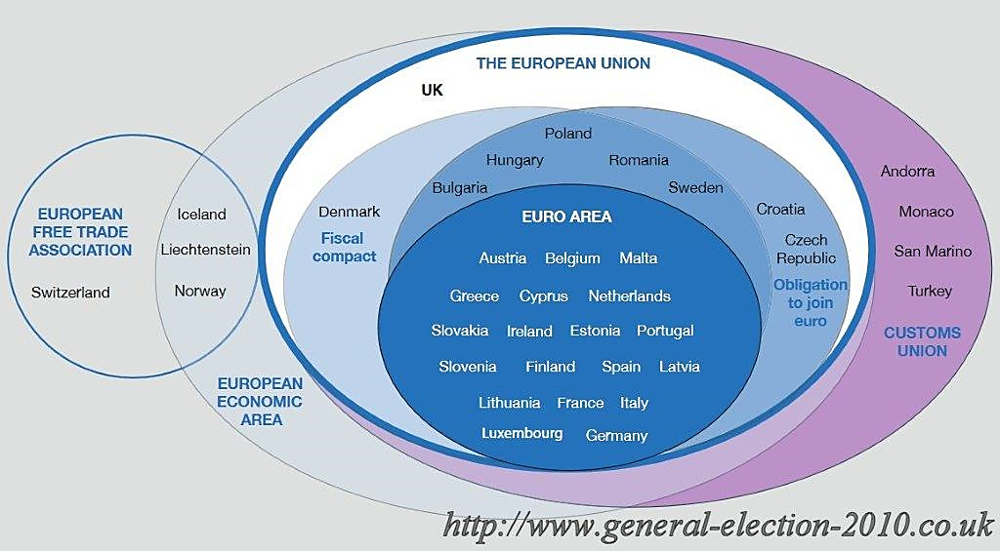 THE EUROPEAN UNION
UK
Poland
Hungary
Romania
Bulgaria
Sweden
Andorra
Denmark
Croatia
Monaco
EUROPEAN
FREE TRADE
ASSOCIATION
Iceland
Fiscal
compact
EURO AREA
Czech
Republic
Liechtenstein
San Marino
Switzerland
Norway
Austria Belgium Malta
Obligation
to join
euro
Turkey
Greece Cyprus Netherlands
Slovakia Ireland Estonia Portugal
CUSTOMS
UNION
Slovenia Finland Spain Latvia
EUROPEAN
ECONOMIC
AREA
Lithuania France Italy
Luxembourg Germany
http://www.general-election-2010.co.uk